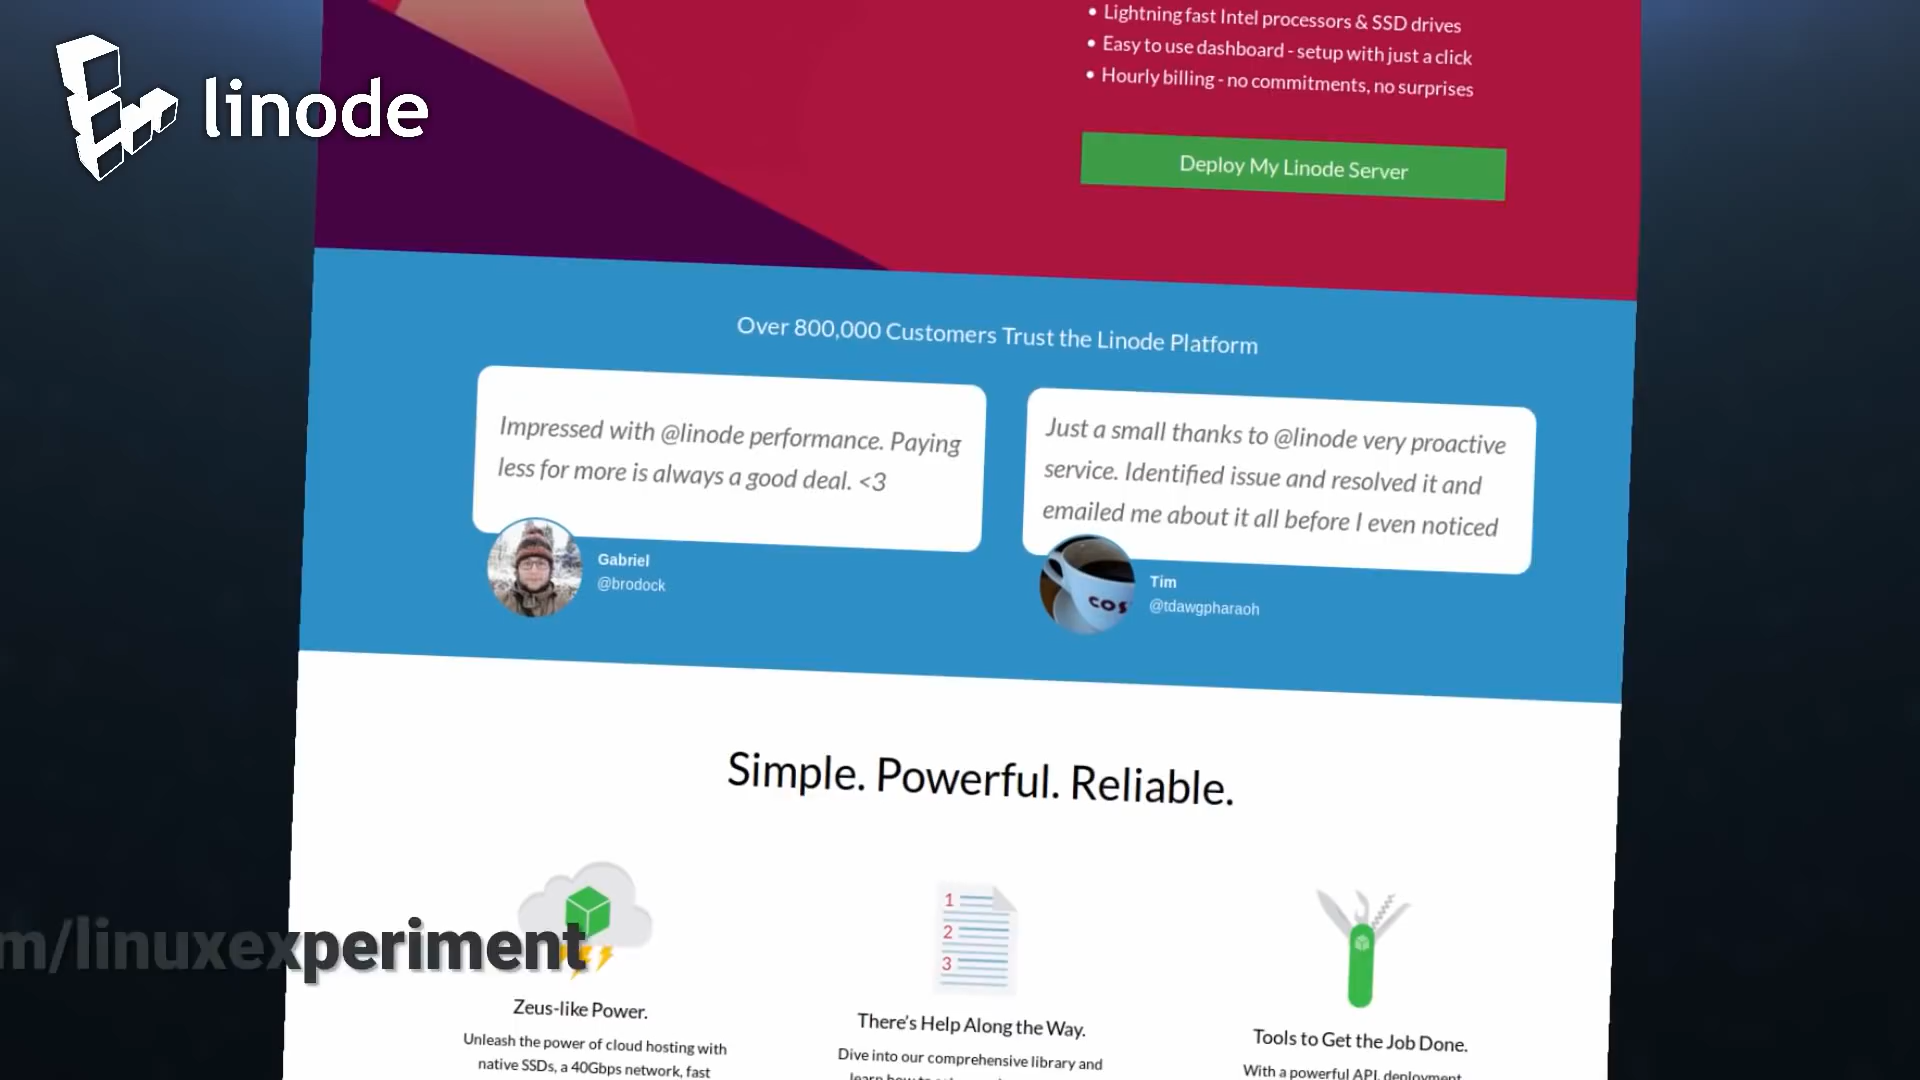 linode
• Lightning fast Intel processors & SSD drives
• Easy to use dashboard - setup with just a click
• Hourly billing - no commitments, no surprises
Deploy My Linode Server
Over 800,000 Customers Trust the Linode Platform
Impressed with @linode performance. Paying
less for more is always a good deal. <3
Gabriel
@brodock
Just a small thanks to @linode very proactive
service. Identified issue and resolved it and
emailed me about it all before I even noticed
Tim
@tdawgpharaoh
COS
Simple. Powerful. Reliable.
1
2
3
m/linuxexperiment
Zeus-like Power.
Unleash the power of cloud hosting with
native SSDs, a 40Gbps network, fast
There's Help Along the Way.
Dive into our comprehensive library and
Tools to Get the Job Done.
With a powerful API, deployment